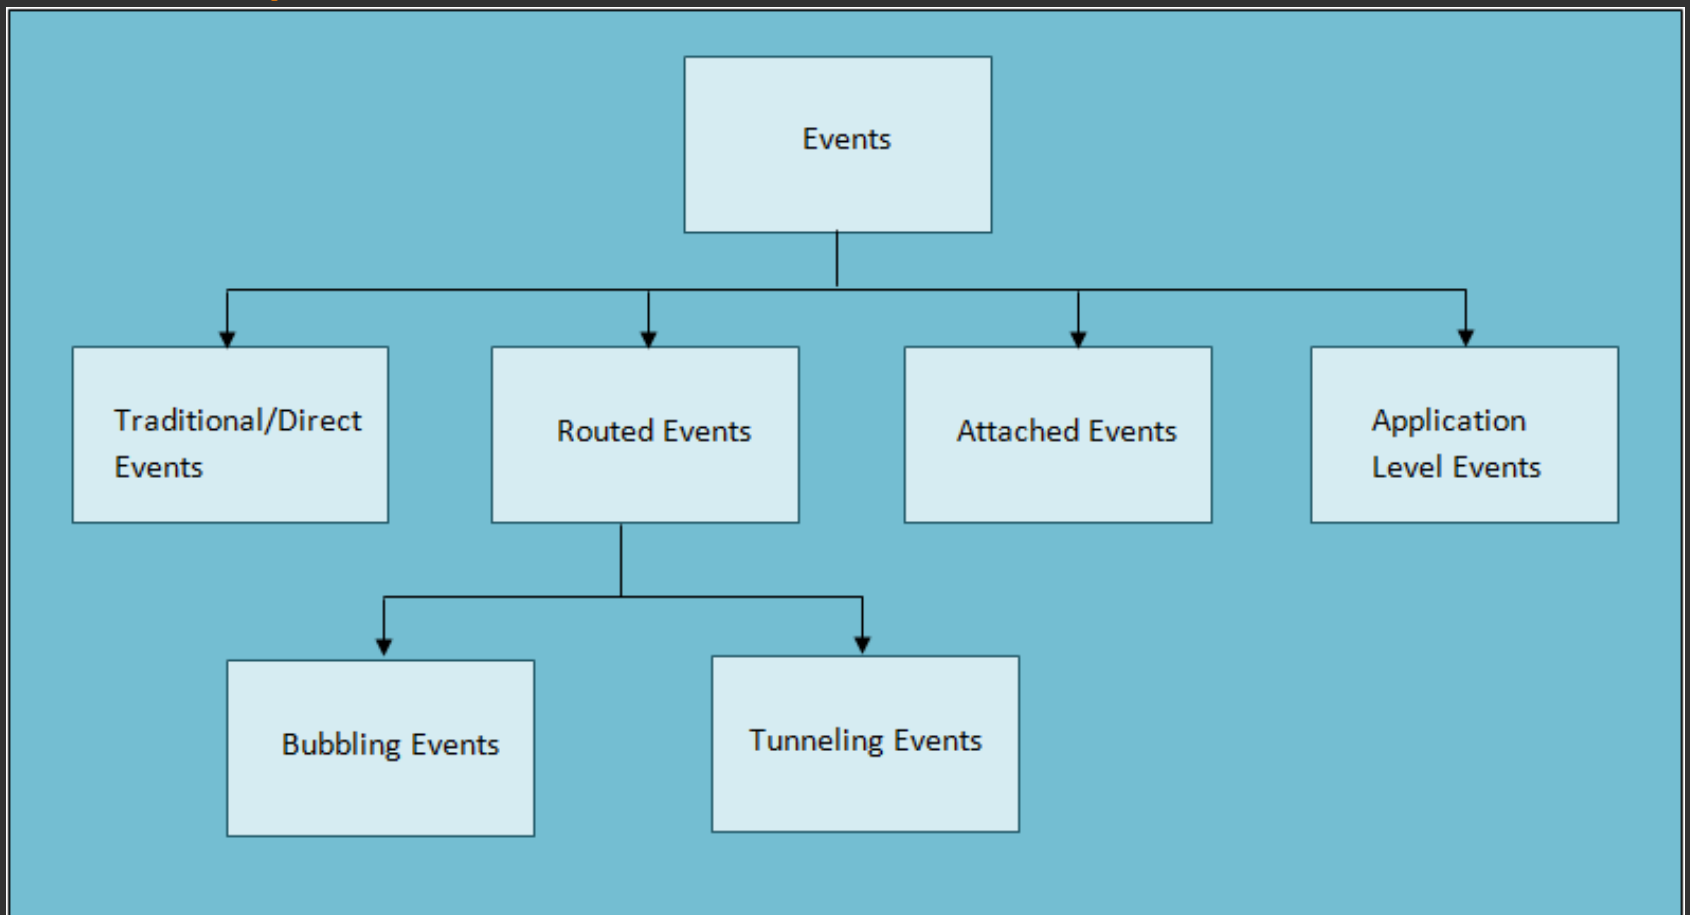 Events
Traditional/Direct
Events
Routed Events
Attached Events
Application
Level Events
Bubbling Events
Tunneling Events